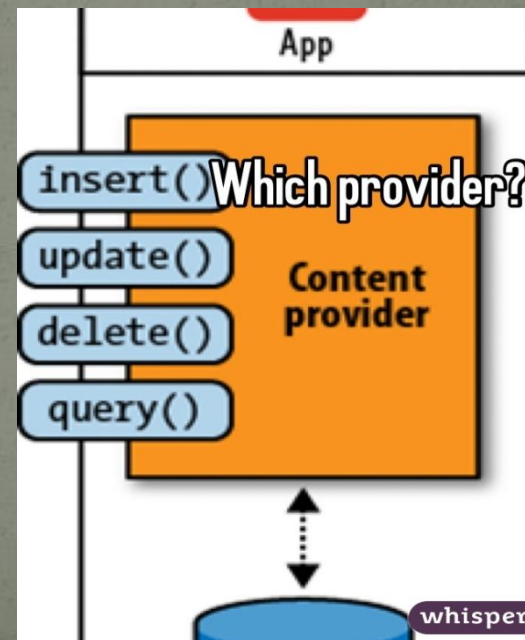 App
insert()
Which provider?
update()
Content
provider
delete()
query()
whisper